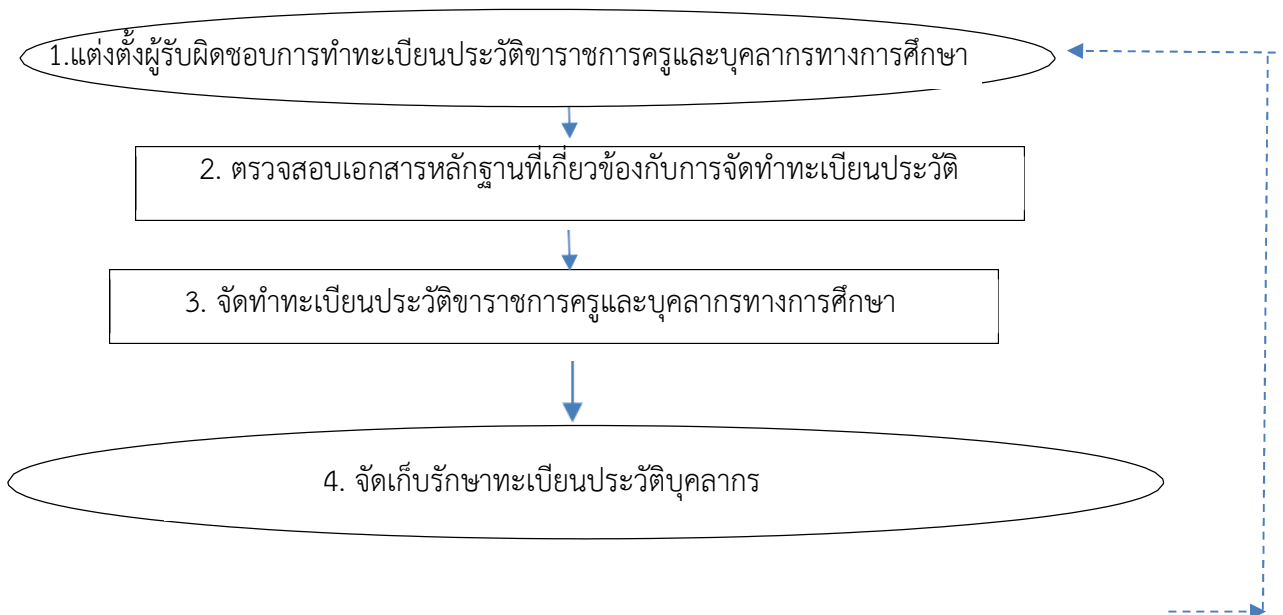 1.แต่งตั้งผู้รับผิดชอบการทำทะเบียนประวัติขาราชการครูและบุคลากรทางการศึกษา
2. ตรวจสอบเอกสารหลักฐานที่เกี่ยวข้องกับการจัดทำทะเบียนประวัติ
3. จัดทำทะเบียนประวัติขาราชการครูและบุคลากรทางการศึกษา
4. จัดเก็บรักษาทะเบียนประวัติบุคลากร